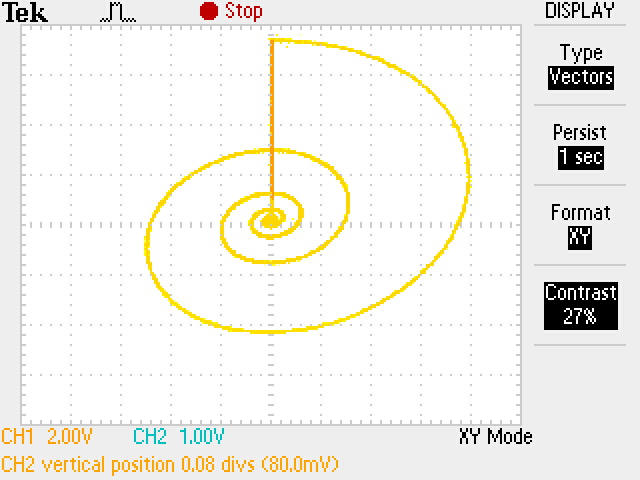 Tek Stop DISPLAY
Type
Vectors
Persist
1 sec
Format
XY
Contrast
27%
CH1 2.00V CH2 1.00V XY Mode
CH2 vertical position 0.08 divs (80.0mV)